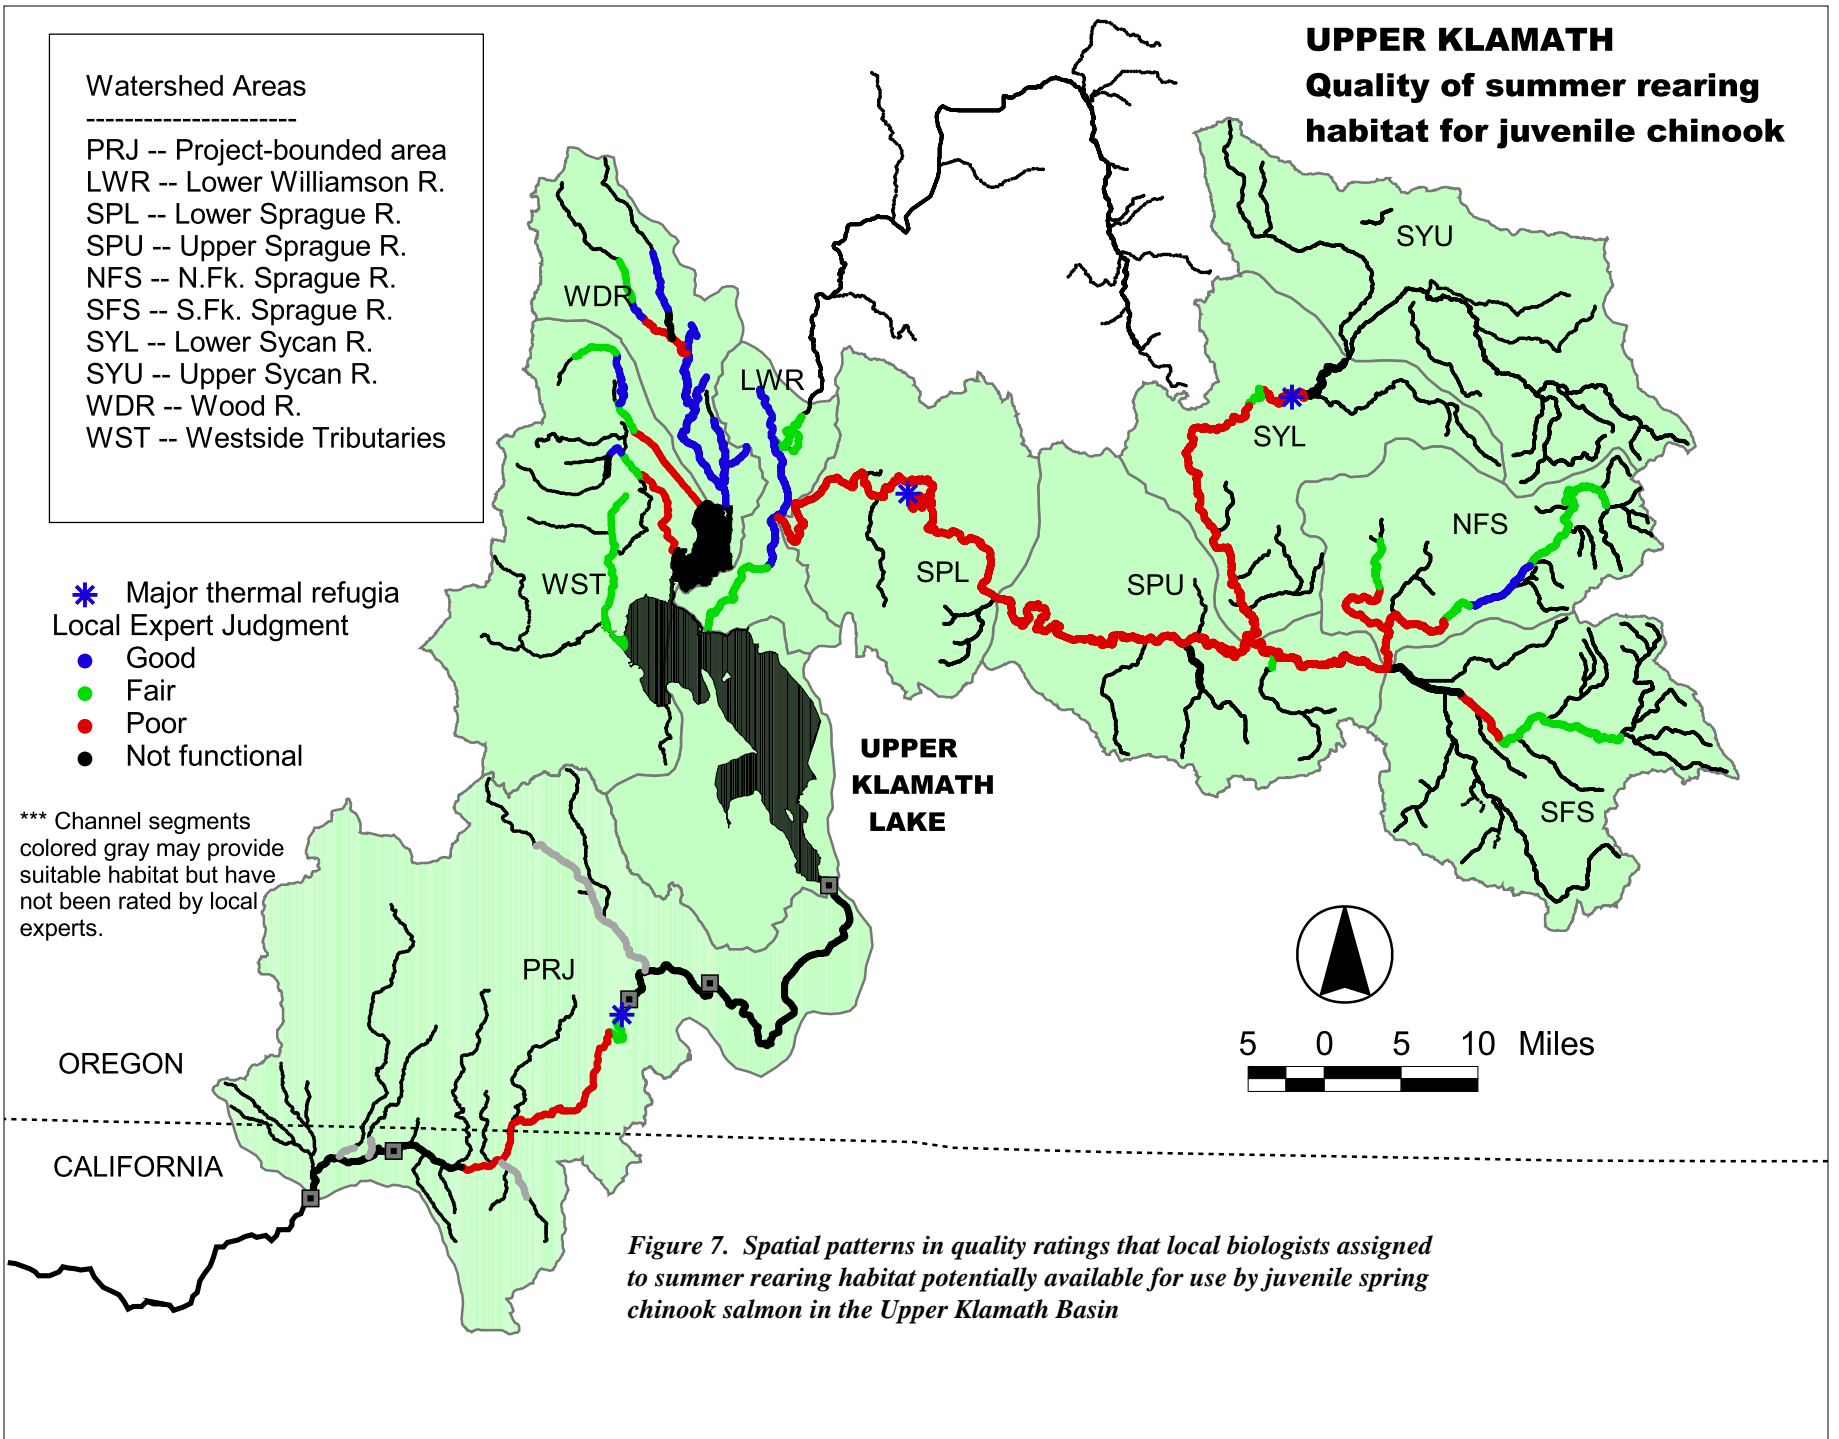 UPPER KLAMATH
Quality of summer rearing
habitat for juvenile chinook
Watershed Areas
----------------------
PRJ -- Project-bounded area
LWR -- Lower Williamson R.
SPL -- Lower Sprague R.
SPU -- Upper Sprague R.
NFS -- N.Fk. Sprague R.
SFS -- S.Fk. Sprague R.
SYL -- Lower Sycan R.
SYU -- Upper Sycan R.
WDR -- Wood R.
WST -- Westside Tributaries
SYU
WDR
LWR
SYL
NFS
SPL
SPU
WST
SFS
PRJ
Major thermal refugia
Local Expert Judgment
Good
Fair
Poor
Not functional
*** Channel segments
colored gray may provide
suitable habitat but have
not been rated by local
experts.
UPPER
KLAMATH
LAKE
OREGON
CALIFORNIA
5 0 5 10 Miles
Figure 7. Spatial patterns in quality ratings that local biologists assigned
to summer rearing habitat potentially available for use by juvenile spring
chinook salmon in the Upper Klamath Basin